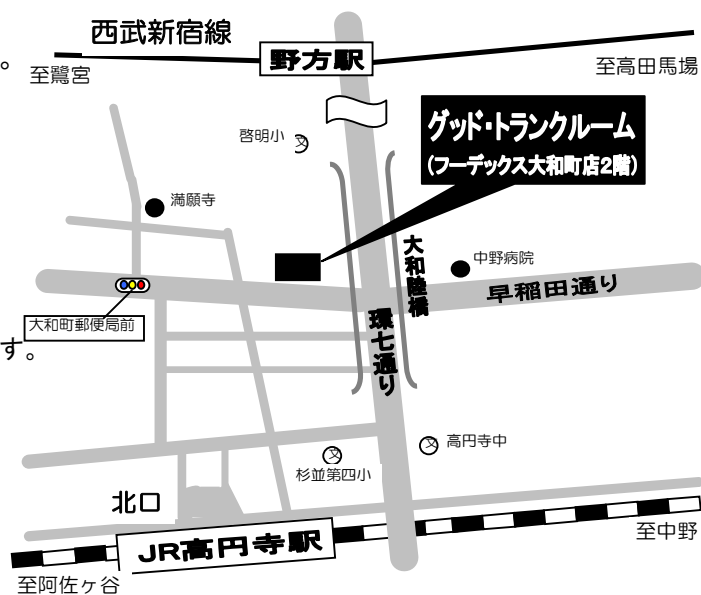 西武新宿線
。
野方駅
至鷺宮
至高田馬場
グッド・トランクルーム
(フーデックス大和町店2階)
啓明小
文
満願寺
大和陸橋
中野病院
早稲田通り
大和町郵便局前
環七通り
す。
文
高円寺中
文
杉並第四小
北口
JR高円寺駅
至中野
至阿佐ヶ谷